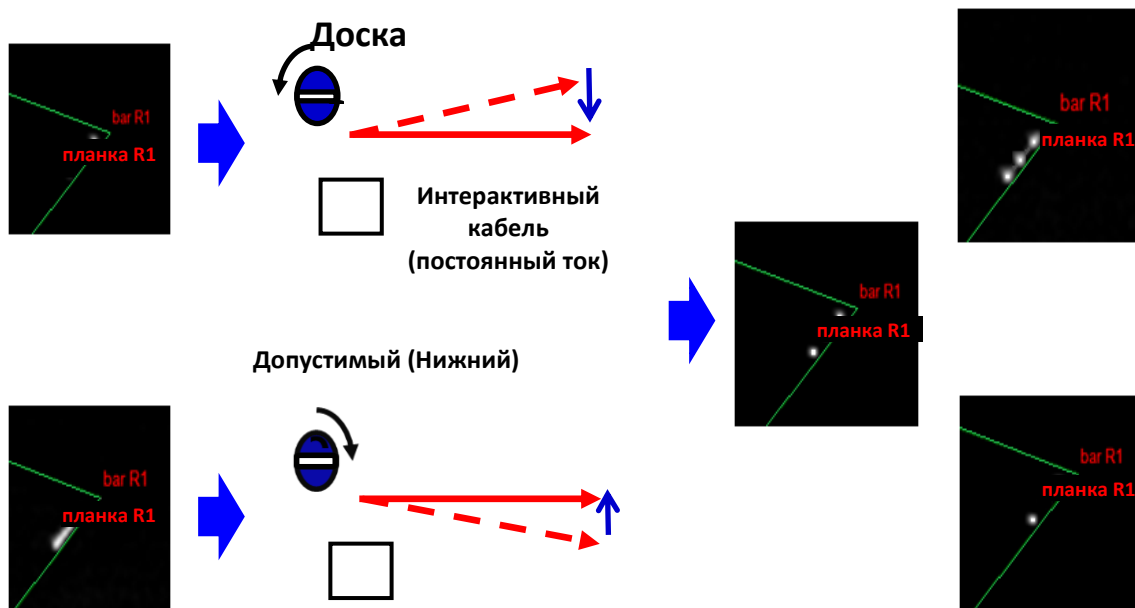 Доска
bar R1
планка R1
Интерактивный
кабель
(постоянный ток)
bar R1
планка R1
bar R1
планка R1
Допустимый (Нижний)
bar R1
планка R1
bar R1
планка R1